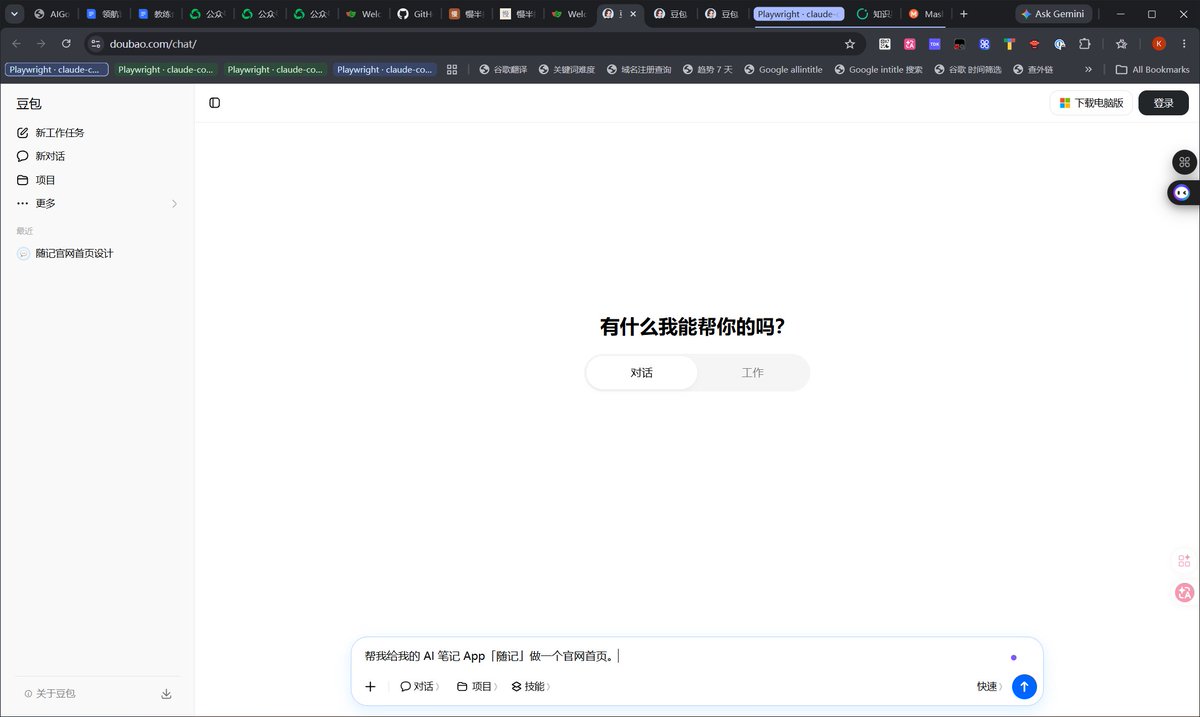 AIGo
领航
教练
公众
公众
公众
Welc
GitH
慢半
慢半
Welc
豆包
豆包
Playwright · claude-c
知识
Mas
Ask Gemini
doubao.com/chat/
Playwright · claude-c...
Playwright · claude-co...
Playwright · claude-co...
Playwright · claude-co...
谷歌翻译
关键词难度
域名注册查询
趋势 7 天
Google allintitle
Google intitle 搜索
谷歌 时间筛选
查外链
All Bookmarks
豆包
下载电脑版
登录
新工作任务
新对话
项目
更多
最近
随记官网首页设计
有什么我能帮你的吗？
对话
工作
帮我给我的 AI 笔记 App「随记」做一个官网首页。
对话
项目
技能
快速
关于豆包